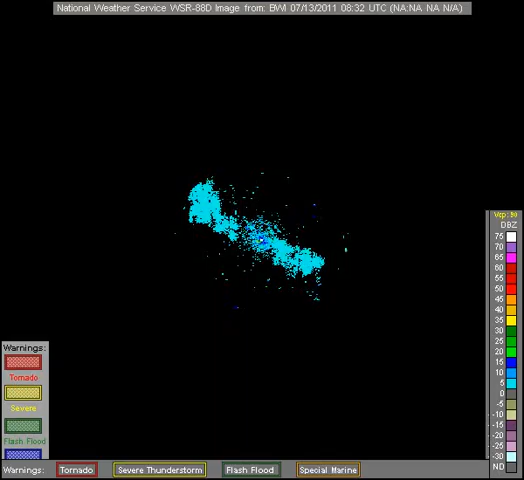 National Weather Service WSR-88D Image from: BWI 07/13/2011 08:32 UTC (NA:NA NA N/A)
DBZ
75
70
65
60
55
50
45
40
35
30
25
20
15
10
5
0
-5
-10
-15
-20
-25
-30
ND
Warnings:
Tornado
Severe
Flash Flood
Warnings:
Tornado
Severe Thunderstorm
Flash Flood
Special Marine